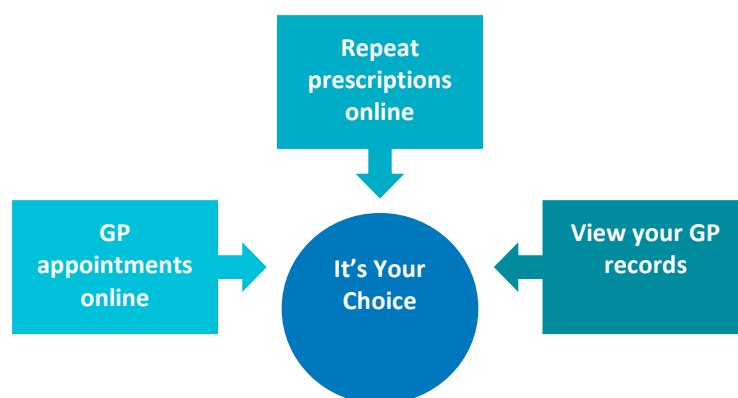 Repeat
prescriptions
online
GP
appointments
online
It’s Your
Choice
View your GP
records